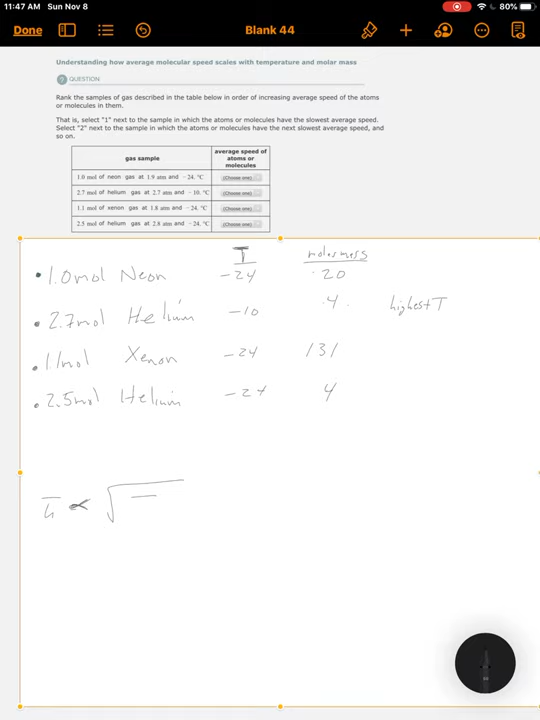 11:47 AM Sun Nov 8
80%
Done
Blank 44
Understanding how average molecular speed scales with temperature and molar mass
? QUESTION
Rank the samples of gas described in the table below in order of increasing average speed of the atoms
or molecules in them.
That is, select "1" next to the sample in which the atoms or molecules have the slowest average speed.
Select "2" next to the sample in which the atoms or molecules have the next slowest average speed, and
so on.
gas sample average speed of atoms or molecules
1.0 mol of neon gas at 1.9 atm and −24. °C (Choose one)
2.7 mol of helium gas at 2.7 atm and −10. °C (Choose one)
1.1 mol of xenon gas at 1.8 atm and −24. °C (Choose one)
2.5 mol of helium gas at 2.8 atm and −24. °C (Choose one)
T molar mass
• 1.0mol Neon −24 20
• 2.7mol Helium −10 4 highest T
• 1.1mol Xenon −24 131
• 2.5mol Helium −24 4
ū ∝ √